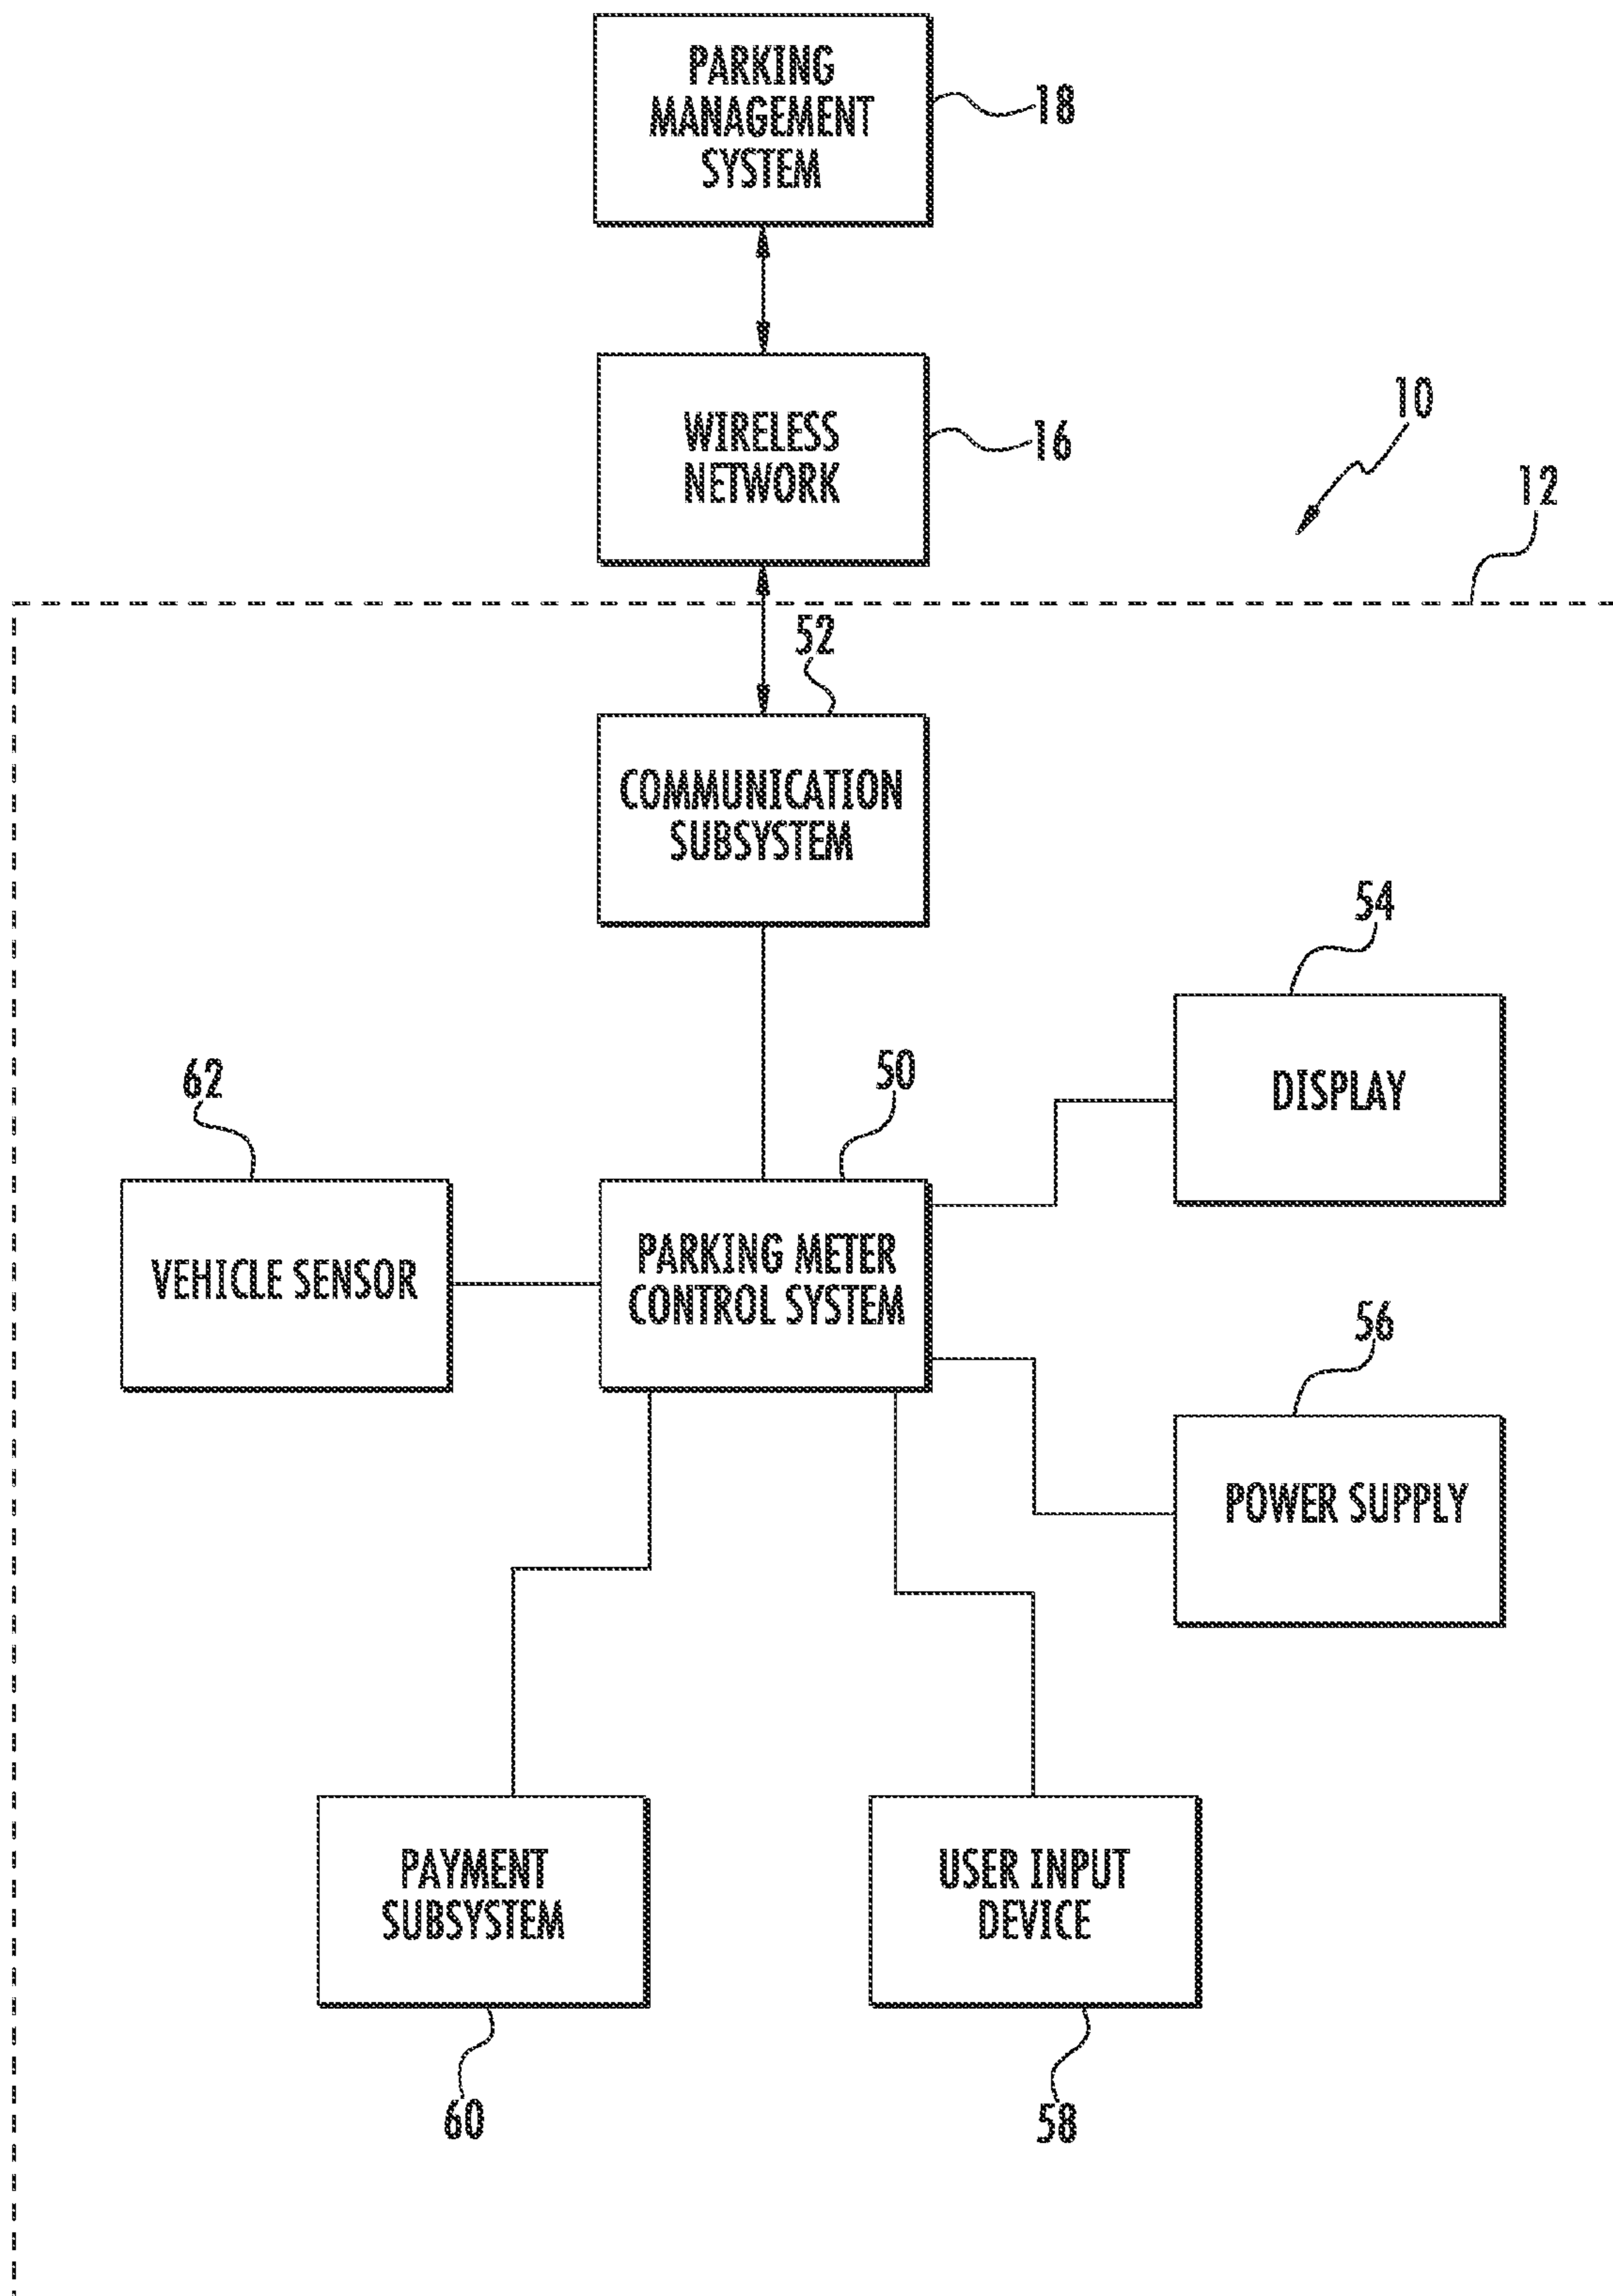 PARKING
MANAGEMENT
SYSTEM
18
WIRELESS
NETWORK
16
10
12
52
COMMUNICATION
SUBSYSTEM
54
DISPLAY
62
50
VEHICLE SENSOR
PARKING METER
CONTROL SYSTEM
56
POWER SUPPLY
PAYMENT
SUBSYSTEM
USER INPUT
DEVICE
60
58